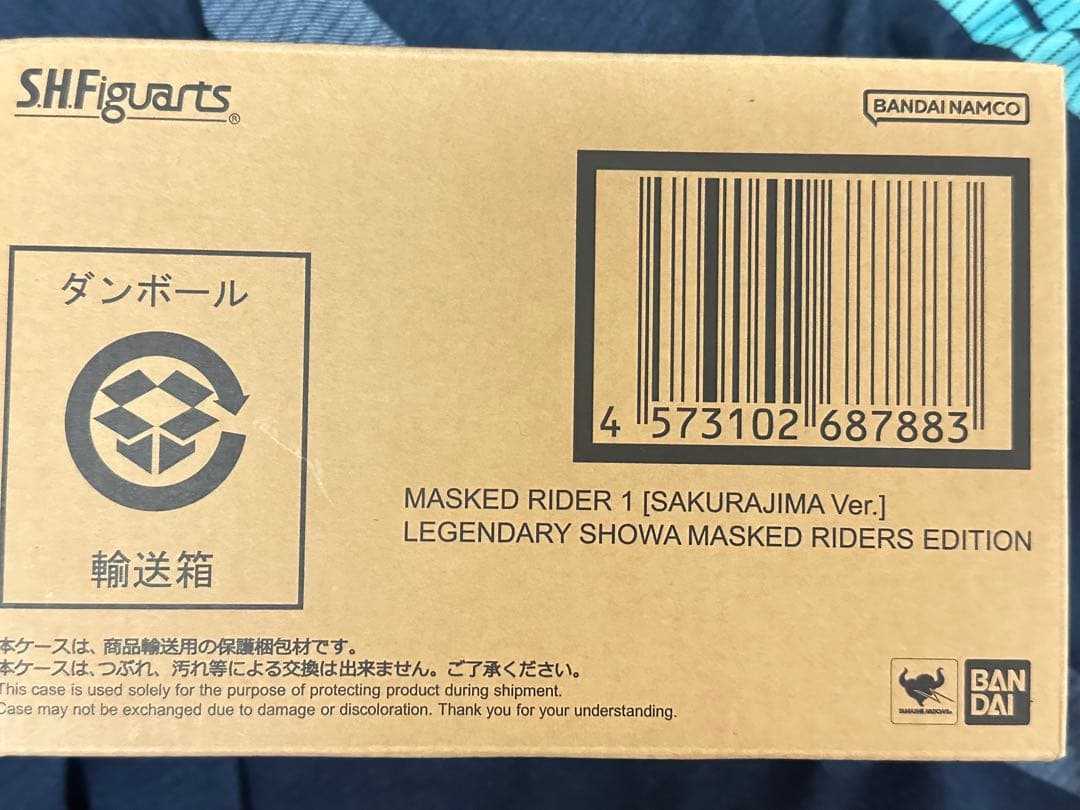 S.H.Figuarts®
BANDAI NAMCO
4 573102 687883
MASKED RIDER 1 [SAKURAJIMA Ver.]
LEGENDARY SHOWA MASKED RIDERS EDITION
ダンボール
輸送箱
本ケースは、商品輸送用の保護梱包材です。
本ケースは、つぶれ、汚れ等による交換は出来ません。ご了承ください。
This case is used solely for the purpose of protecting product during shipment.
Case may not be exchanged due to damage or discoloration. Thank you for your understanding.
TAMASHII NATIONS
BAN
DAI